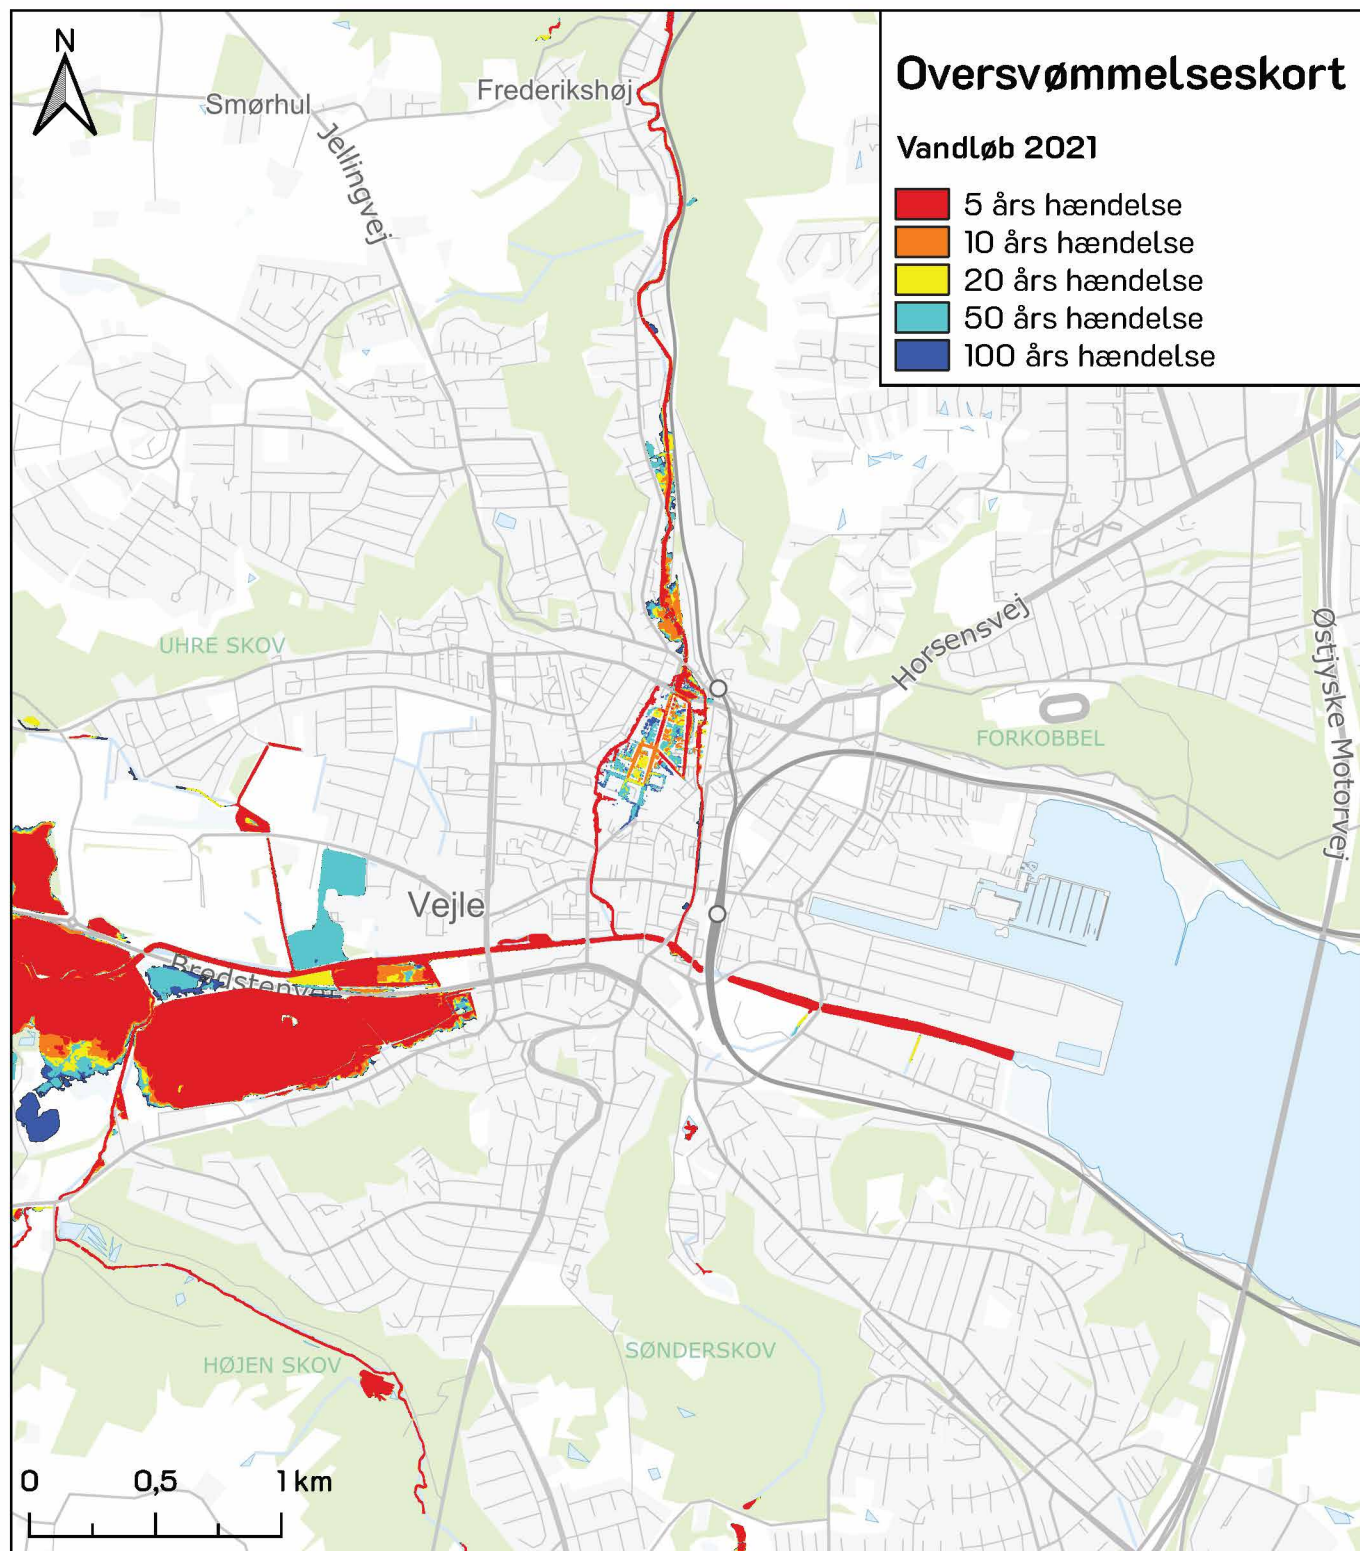 N
Oversvømmelseskort
Vandløb 2021
5 års hændelse
10 års hændelse
20 års hændelse
50 års hændelse
100 års hændelse
Smørhul
Frederikshøj
Jellingvej
Horsensvej
Østjyske Motorvej
UHRE SKOV
FORKOBBEL
Vejle
Bredstenvej
SØNDERSKOV
HØJEN SKOV
0 0,5 1 km